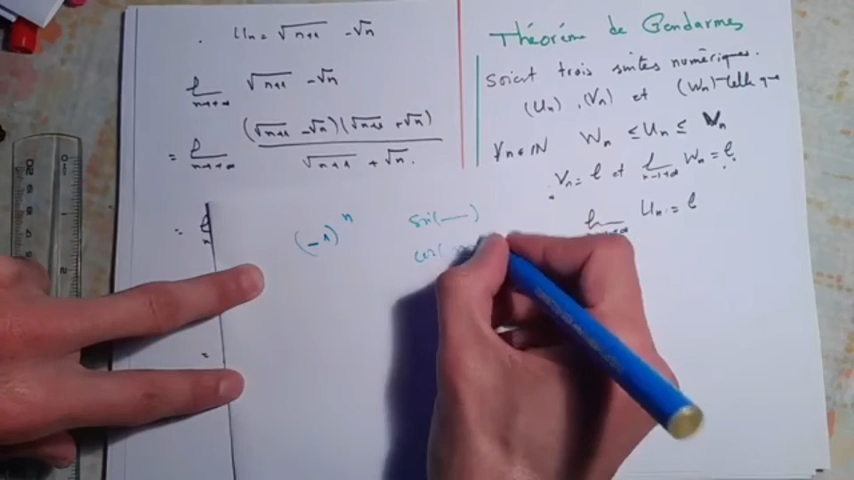 Un = √n+1 - √n
lim n→+∞ √n+1 - √n
= lim n→+∞ (√n+1 - √n)(√n+1 + √n) / √n+1 + √n
=
=
(-1)^n
sin(
cos(
Théorème de Gendarmes
Soient trois suites numériques.
(Un), (Vn) et (Wn) telle que
∀n∈IN Wn ≤ Un ≤ Vn
Vn = l et lim n→+∞ Wn = l
lim Un = l